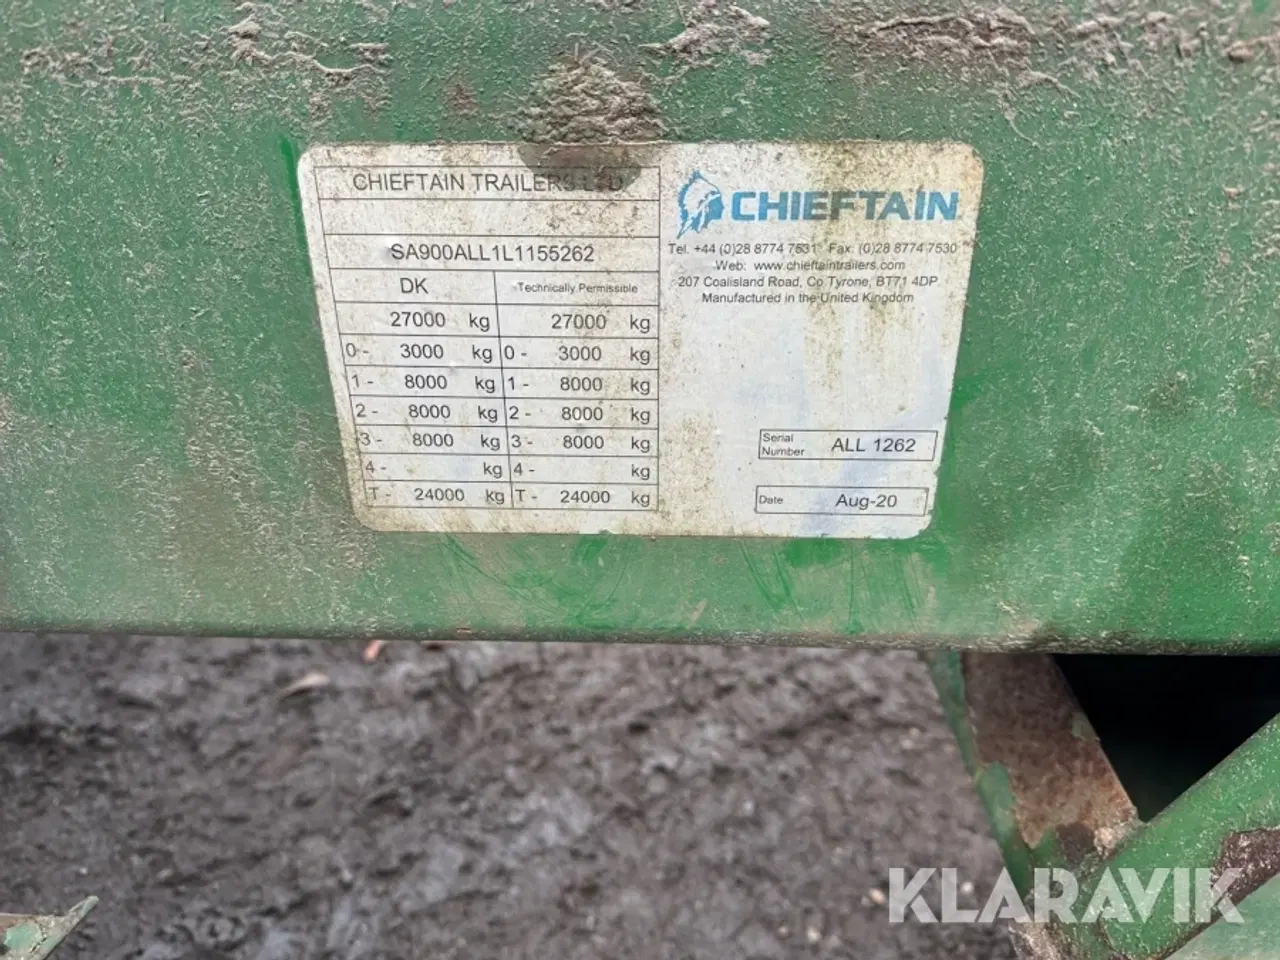 CHIEFTAIN TRAILERS LTD
SA900ALL1L1155262
DK Technically Permissible
27000 kg 27000 kg
0 - 3000 kg 0 - 3000 kg
1 - 8000 kg 1 - 8000 kg
2 - 8000 kg 2 - 8000 kg
3 - 8000 kg 3 - 8000 kg
4 - kg 4 - kg
T - 24000 kg T - 24000 kg
CHIEFTAIN
Tel. +44 (0)28 8774 7531 Fax: (0)28 8774 7530
Web: www.chieftaintrailers.com
207 Coalisland Road, Co Tyrone, BT71 4DP
Manufactured in the United Kingdom
Serial Number ALL 1262
Date Aug-20
KLARAVIK